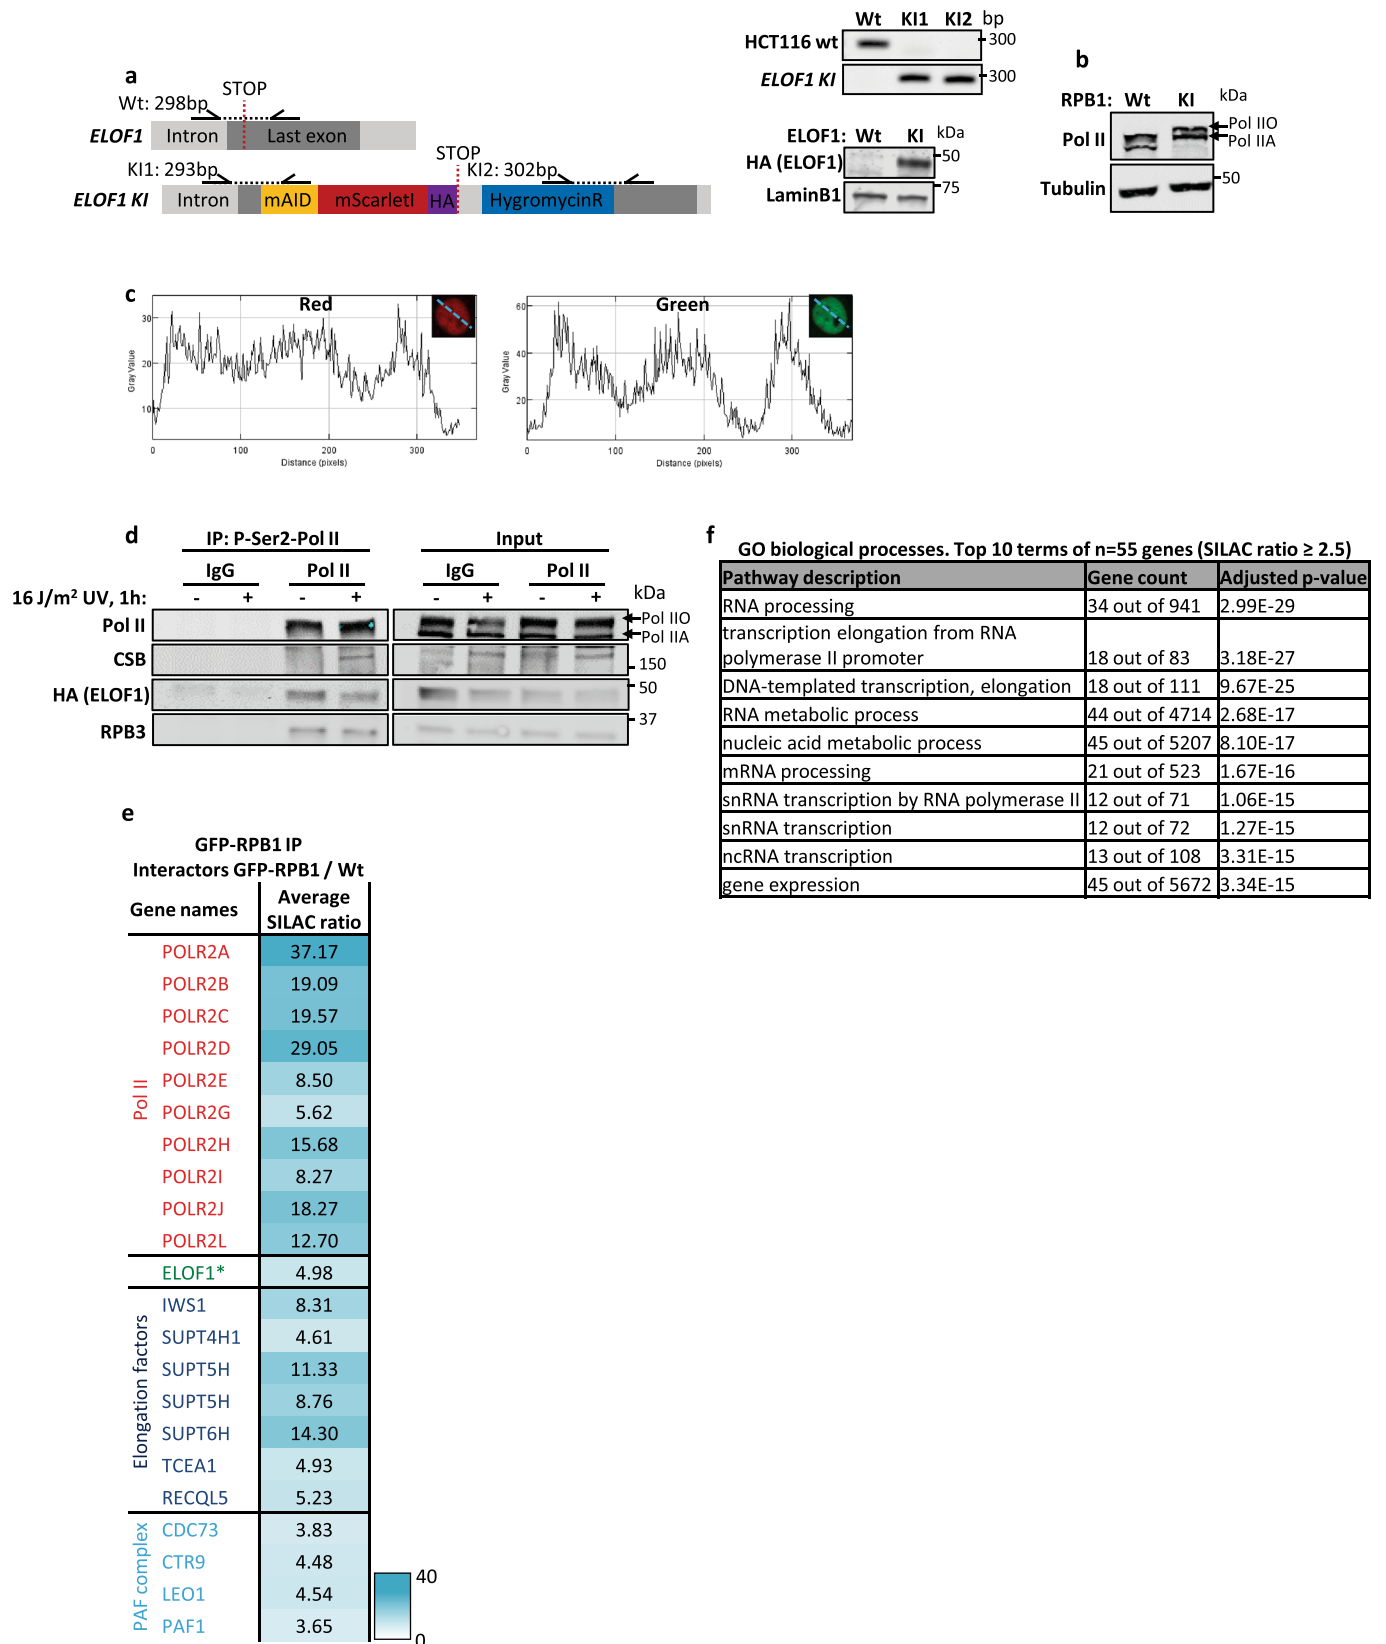 a
STOP
Wt: 298bp
ELOF1
Intron
Last exon
STOP
KI1: 293bp
KI2: 302bp
ELOF1 KI
Intron
mAID
mScarletI
HA
HygromycinR
Wt KI1 KI2 bp
HCT116 wt
300
ELOF1 KI
300
ELOF1: Wt KI kDa
HA (ELOF1)
50
LaminB1
75
b
RPB1: Wt KI kDa
Pol II
Pol IIO
Pol IIA
Tubulin
50
c
Red
Gray Value
30
20
10
0 100 200 300
Distance (pixels)
Green
Gray Value
60
40
20
0 100 200 300
Distance (pixels)
d
IP: P-Ser2-Pol II
Input
IgG Pol II IgG Pol II
16 J/m² UV, 1h: - + - + - + - + kDa
Pol II
Pol IIO
Pol IIA
CSB
150
HA (ELOF1)
50
RPB3
37
e
GFP-RPB1 IP
Interactors GFP-RPB1 / Wt
Gene names
Average
SILAC ratio
Pol II
POLR2A 37.17
POLR2B 19.09
POLR2C 19.57
POLR2D 29.05
POLR2E 8.50
POLR2G 5.62
POLR2H 15.68
POLR2I 8.27
POLR2J 18.27
POLR2L 12.70
ELOF1* 4.98
Elongation factors
IWS1 8.31
SUPT4H1 4.61
SUPT5H 11.33
SUPT5H 8.76
SUPT6H 14.30
TCEA1 4.93
RECQL5 5.23
PAF complex
CDC73 3.83
CTR9 4.48
LEO1 4.54
PAF1 3.65
40
0
f
GO biological processes. Top 10 terms of n=55 genes (SILAC ratio ≥ 2.5)
Pathway description Gene count Adjusted p-value
RNA processing 34 out of 941 2.99E-29
transcription elongation from RNA
polymerase II promoter 18 out of 83 3.18E-27
DNA-templated transcription, elongation 18 out of 111 9.67E-25
RNA metabolic process 44 out of 4714 2.68E-17
nucleic acid metabolic process 45 out of 5207 8.10E-17
mRNA processing 21 out of 523 1.67E-16
snRNA transcription by RNA polymerase II 12 out of 71 1.06E-15
snRNA transcription 12 out of 72 1.27E-15
ncRNA transcription 13 out of 108 3.31E-15
gene expression 45 out of 5672 3.34E-15